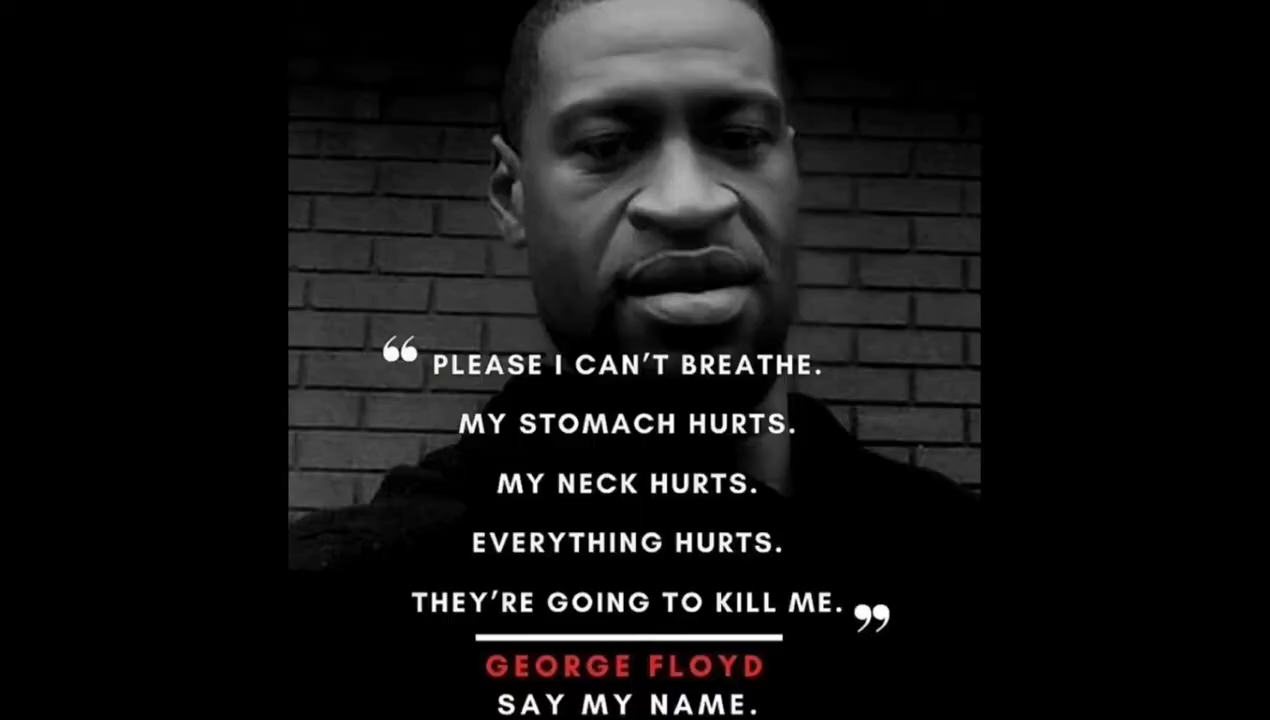 “ PLEASE I CAN’T BREATHE.
MY STOMACH HURTS.
MY NECK HURTS.
EVERYTHING HURTS.
THEY’RE GOING TO KILL ME. ”
GEORGE FLOYD
SAY MY NAME.